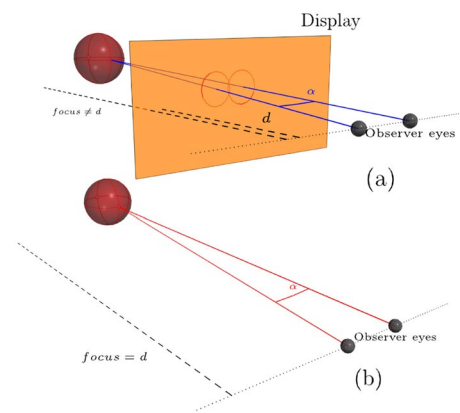 Display
α
focus ≠ d
d
Observer eyes
(a)
α
Observer eyes
focus = d
(b)